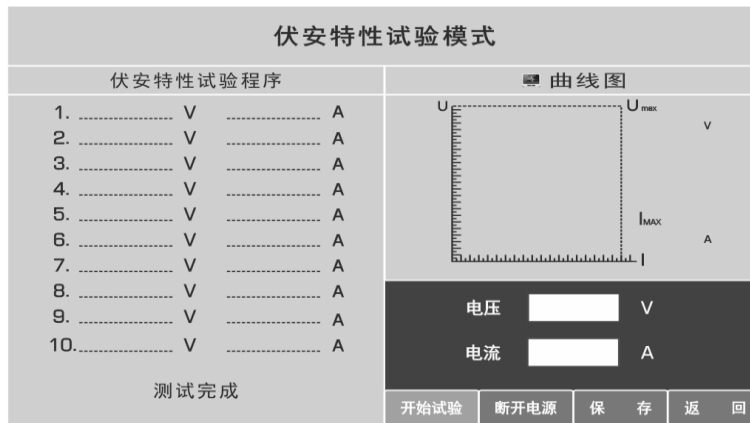 伏安特性试验模式
伏安特性试验程序
1. V A
2. V A
3. V A
4. V A
5. V A
6. V A
7. V A
8. V A
9. V A
10. V A
测试完成
曲线图
U Umax V
IMAX A
I
电压 V
电流 A
开始试验 断开电源 保 存 返 回